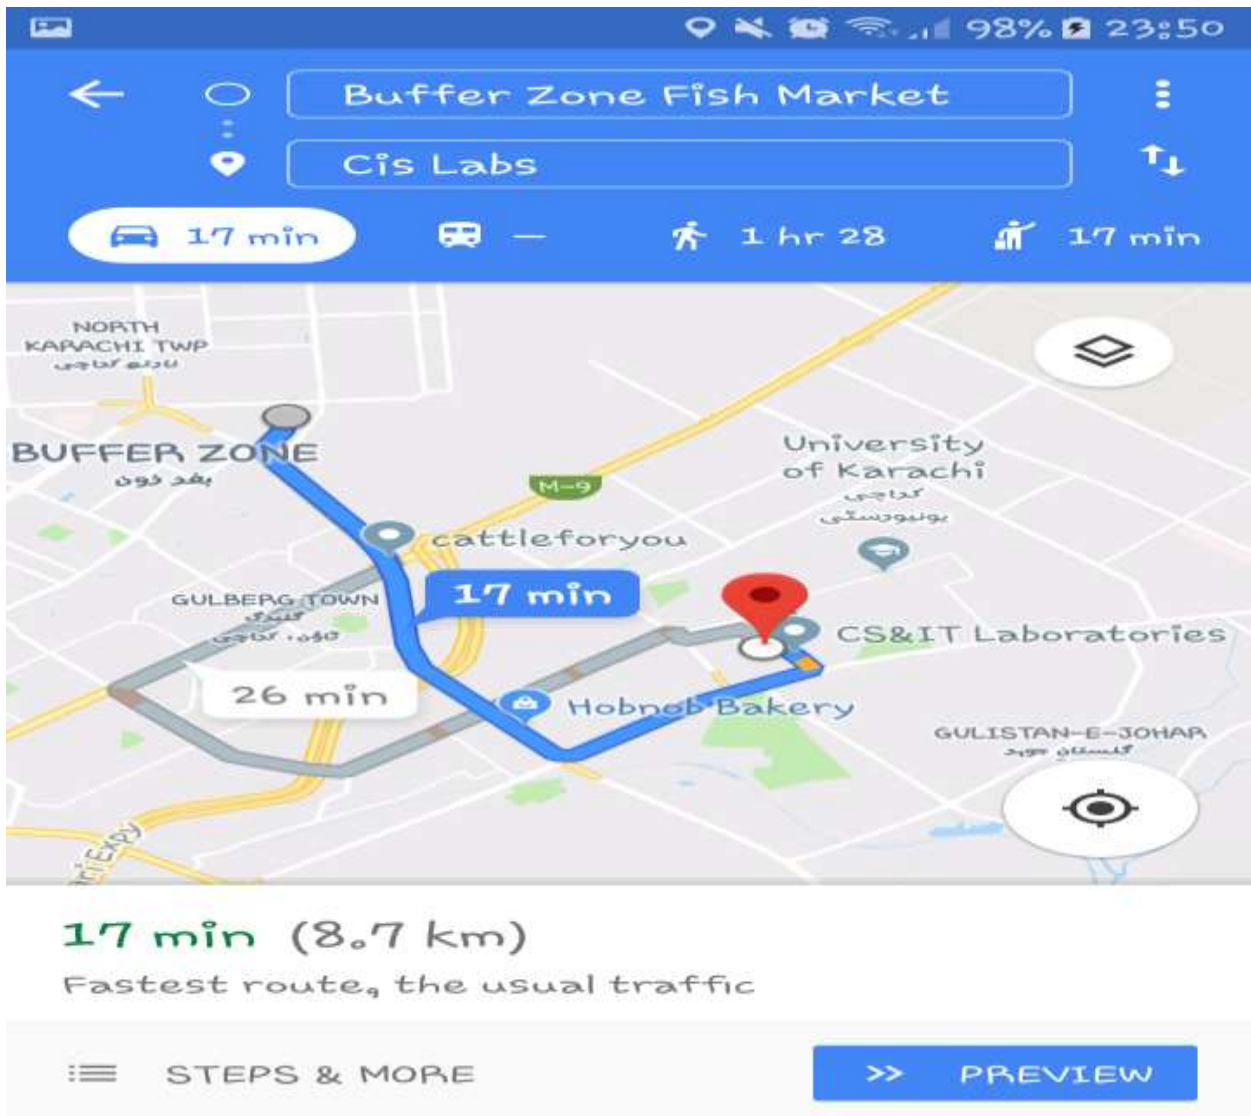 98% 23:50
Buffer Zone Fish Market
Cis Labs
17 min — 1 hr 28 17 min
NORTH
KARACHI TWP
BUFFER ZONE
بفر زون
M-9
University
of Karachi
کراچی
یونیورسٹی
cattleforyou
17 min
GULBERG TOWN
CS&IT Laboratories
26 min
Hobnob Bakery
GULISTAN-E-JOHAR
گلستان جوہر
ari Expy
17 min (8.7 km)
Fastest route, the usual traffic
STEPS & MORE
PREVIEW